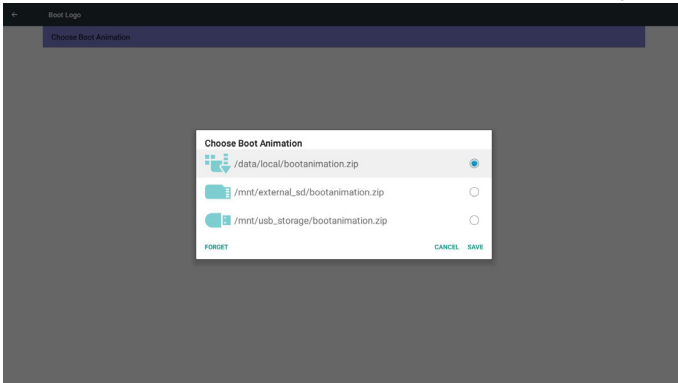 Boot Logo
Choose Boot Animation
Choose Boot Animation
/data/local/bootanimation.zip
/mnt/external_sd/bootanimation.zip
/mnt/usb_storage/bootanimation.zip
FORGET CANCEL SAVE